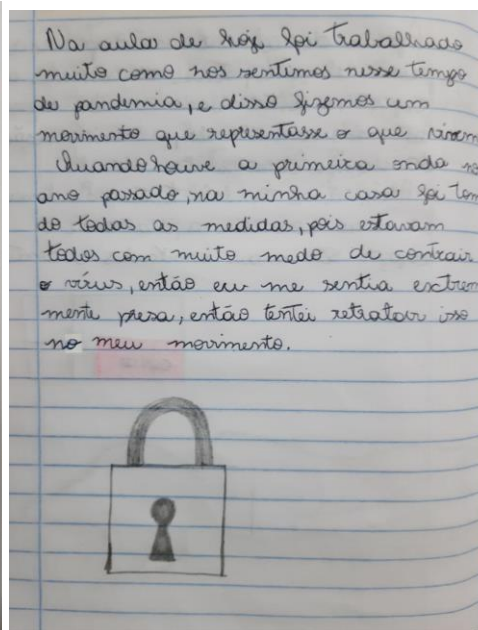 Na aula de hoje foi trabalhado
muito como nos sentimos nesse tempo
de pandemia, e disso fizemos um
movimento que representasse o que vivem
Quando houve a primeira onda no
ano passado, na minha casa foi tom
do todas as medidas, pois estavam
todos com muito medo de contrair
o vírus, então eu me sentia extrem
mente presa, então tentei retratar isso
no meu movimento.